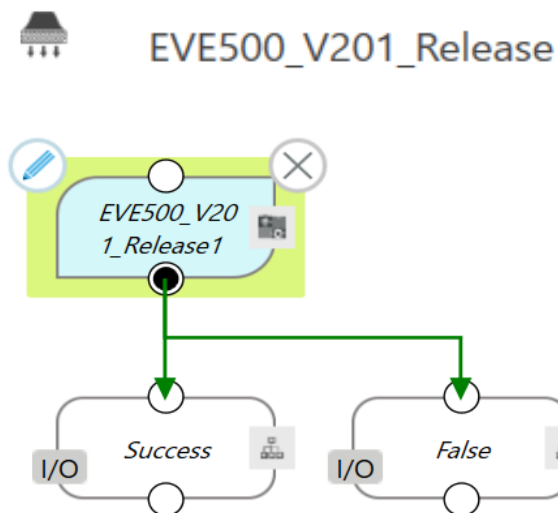 EVE500_V201_Release
EVE500_V20
1_Release1
Success
I/O
False
I/O